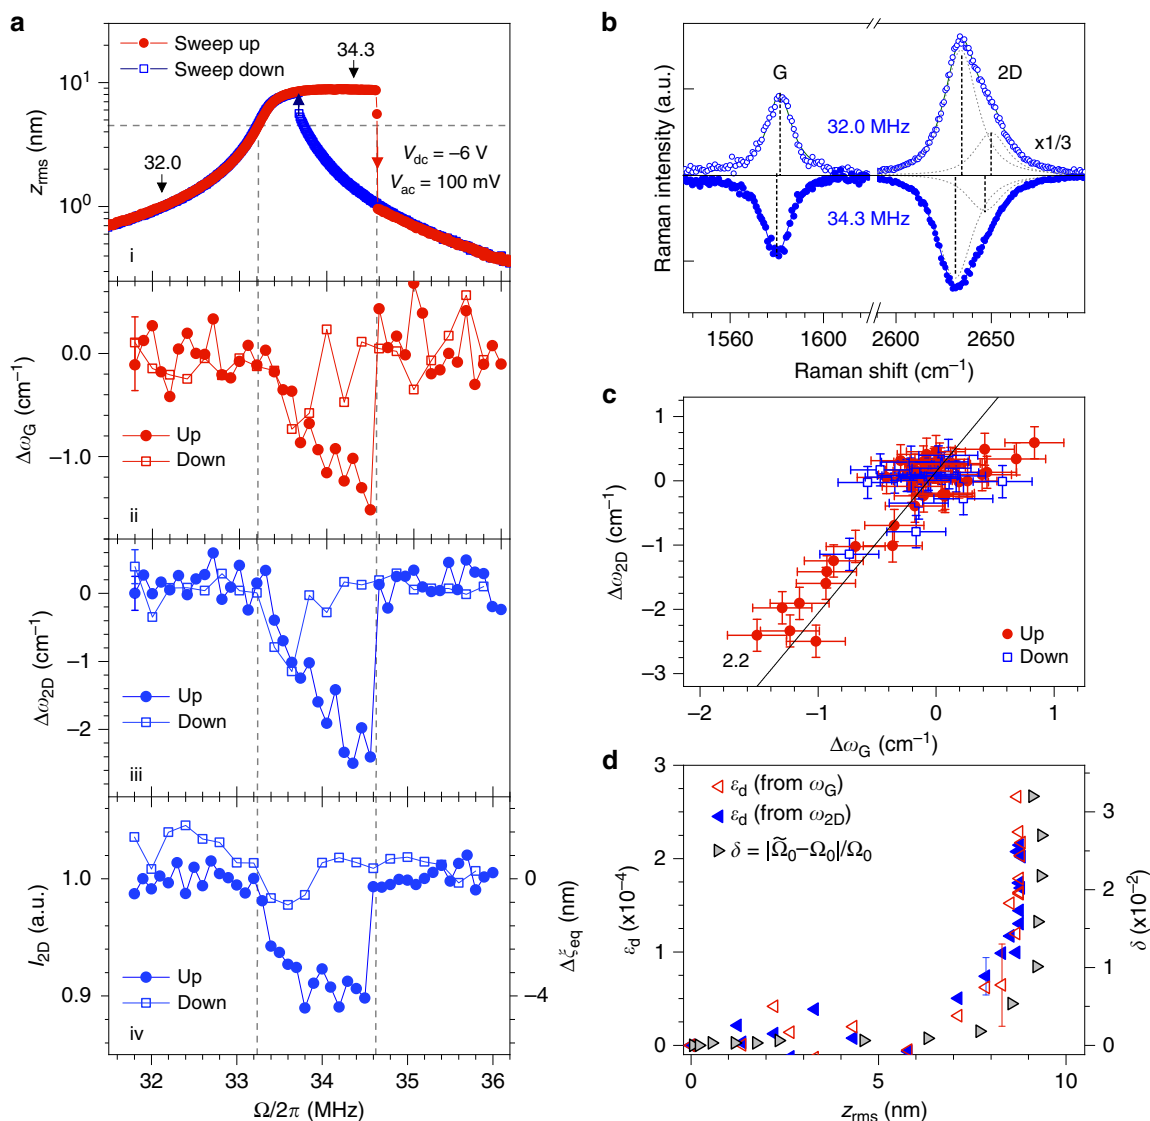 a
Sweep up
Sweep down
34.3
32.0
V_dc = –6 V
V_ac = 100 mV
10^1
10^0
z_rms (nm)
i
0.0
–1.0
Δω_G (cm⁻¹)
Up
Down
ii
0
–1
–2
Δω_2D (cm⁻¹)
Up
Down
iii
1.0
0.9
I_2D (a.u.)
0
–4
Δξ_eq (nm)
Up
Down
iv
32 33 34 35 36
Ω/2π (MHz)
b
G
2D
32.0 MHz
x1/3
34.3 MHz
Raman intensity (a.u.)
1560 1600 2600 2650
Raman shift (cm⁻¹)
c
1
0
–1
–2
–3
Δω_2D (cm⁻¹)
2.2
Up
Down
–2 –1 0 1
Δω_G (cm⁻¹)
d
ε_d (from ω_G)
ε_d (from ω_2D)
δ = |Ω̃_0–Ω_0|/Ω_0
3
2
1
0
ε_d (x10⁻⁴)
3
2
1
0
δ (x10⁻²)
0 5 10
z_rms (nm)